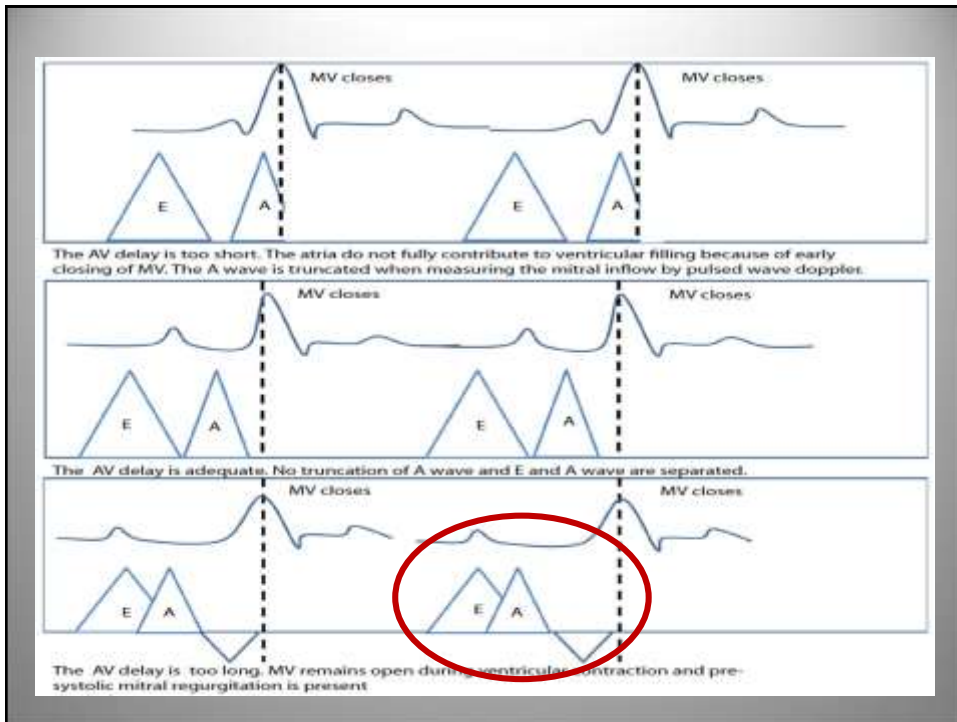 MV closes MV closes
E A E A
The AV delay is too short. The atria do not fully contribute to ventricular filling because of early
closing of MV. The A wave is truncated when measuring the mitral inflow by pulsed wave doppler.
MV closes MV closes
E A E A
The AV delay is adequate. No truncation of A wave and E and A wave are separated.
MV closes MV closes
E A E A
The AV delay is too long. MV remains open during ventricular contraction and pre-
systolic mitral regurgitation is present